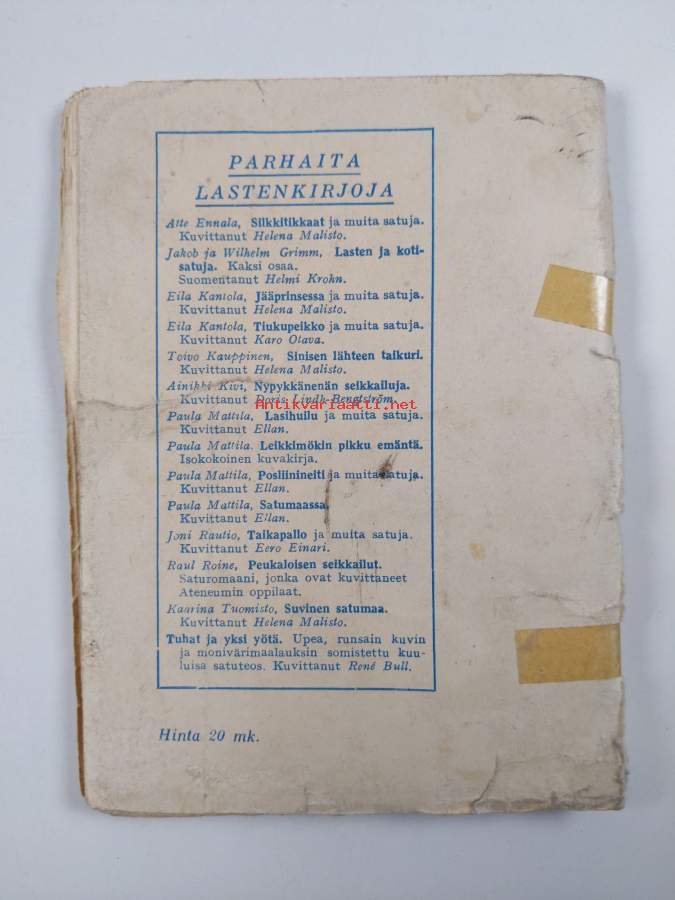 PARHAITA
LASTENKIRJOJA
Atte Ennala, Silkkitikkaat ja muita satuja.
Kuvittanut Helena Malisto.
Jakob ja Wilhelm Grimm, Lasten ja koti-
satuja. Kaksi osaa.
Suomentanut Helmi Krohn.
Eila Kantola, Jääprinsessa ja muita satuja.
Kuvittanut Helena Malisto.
Eila Kantola, Tiukupeikko ja muita satuja.
Kuvittanut Karo Otava.
Toivo Kauppinen, Sinisen lähteen taikuri.
Kuvittanut Helena Malisto.
Ainikki Kivi, Nypykkänenän seikkailuja.
Kuvittanut Doris Lindh-Bengtström.
Antikvariaatti.net
Paula Mattila, Lasihuilu ja muita satuja.
Kuvittanut Ellan.
Paula Mattila. Leikkimökin pikku emäntä.
Isokokoinen kuvakirja.
Paula Mattila, Posliinineiti ja muita satuja.
Kuvittanut Ellan.
Paula Mattila, Satumaassa.
Kuvittanut Ellan.
Joni Rautio, Taikapallo ja muita satuja.
Kuvittanut Eero Einari.
Raul Roine, Peukaloisen seikkailut.
Saturomaani, jonka ovat kuvittaneet
Ateneumin oppilaat.
Kaarina Tuomisto, Suvinen satumaa.
Kuvittanut Helena Malisto.
Tuhat ja yksi yötä. Upea, runsain kuvin
ja monivärimaalauksin somistettu kuu-
luisa satuteos. Kuvittanut René Bull.
Hinta 20 mk.